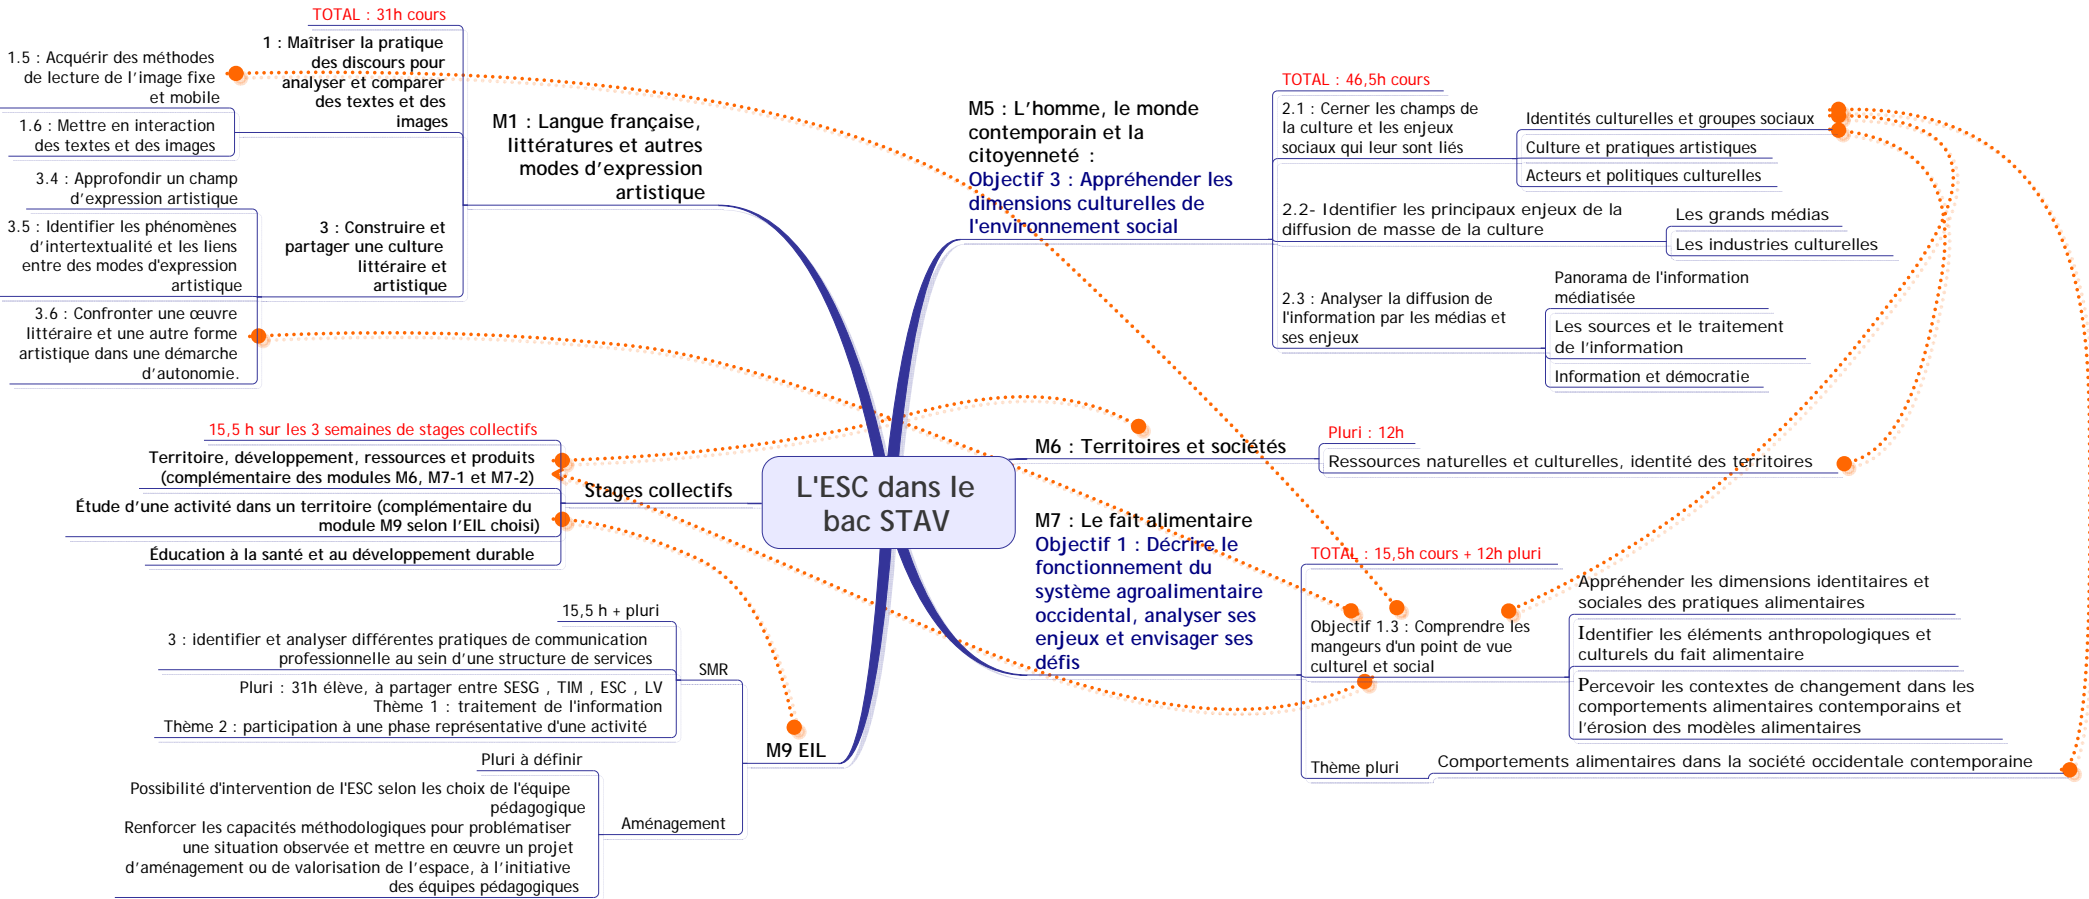 TOTAL : 31h cours
1 : Maîtriser la pratique
des discours pour
analyser et comparer
des textes et des
images
1.5 : Acquérir des méthodes
de lecture de l’image fixe
et mobile
1.6 : Mettre en interaction
des textes et des images
3.4 : Approfondir un champ
d’expression artistique
3.5 : Identifier les phénomènes
d’intertextualité et les liens
entre des modes d'expression
artistique
3.6 : Confronter une œuvre
littéraire et une autre forme
artistique dans une démarche
d’autonomie.
3 : Construire et
partager une culture
littéraire et
artistique
M1 : Langue française,
littératures et autres
modes d’expression
artistique
M5 : L’homme, le monde
contemporain et la
citoyenneté :
Objectif 3 : Appréhender les
dimensions culturelles de
l'environnement social
TOTAL : 46,5h cours
2.1 : Cerner les champs de
la culture et les enjeux
sociaux qui leur sont liés
Identités culturelles et groupes sociaux
Culture et pratiques artistiques
Acteurs et politiques culturelles
2.2- Identifier les principaux enjeux de la
diffusion de masse de la culture
Les grands médias
Les industries culturelles
2.3 : Analyser la diffusion de
l'information par les médias et
ses enjeux
Panorama de l'information
médiatisée
Les sources et le traitement
de l’information
Information et démocratie
15,5 h sur les 3 semaines de stages collectifs
Territoire, développement, ressources et produits
(complémentaire des modules M6, M7-1 et M7-2)
Étude d’une activité dans un territoire (complémentaire du
module M9 selon l’EIL choisi)
Éducation à la santé et au développement durable
Stages collectifs
L'ESC dans le
bac STAV
M6 : Territoires et sociétés
Pluri : 12h
Ressources naturelles et culturelles, identité des territoires
M7 : Le fait alimentaire
Objectif 1 : Décrire le
fonctionnement du
système agroalimentaire
occidental, analyser ses
enjeux et envisager ses
défis
TOTAL : 15,5h cours + 12h pluri
Objectif 1.3 : Comprendre les
mangeurs d'un point de vue
culturel et social
Appréhender les dimensions identitaires et
sociales des pratiques alimentaires
Identifier les éléments anthropologiques et
culturels du fait alimentaire
Percevoir les contextes de changement dans les
comportements alimentaires contemporains et
l’érosion des modèles alimentaires
Thème pluri
Comportements alimentaires dans la société occidentale contemporaine
15,5 h + pluri
3 : identifier et analyser différentes pratiques de communication
professionnelle au sein d’une structure de services
Pluri : 31h élève, à partager entre SESG , TIM , ESC , LV
Thème 1 : traitement de l'information
Thème 2 : participation à une phase représentative d'une activité
SMR
M9 EIL
Pluri à définir
Possibilité d'intervention de l'ESC selon les choix de l'équipe
pédagogique
Renforcer les capacités méthodologiques pour problématiser
une situation observée et mettre en œuvre un projet
d’aménagement ou de valorisation de l’espace, à l’initiative
des équipes pédagogiques
Aménagement